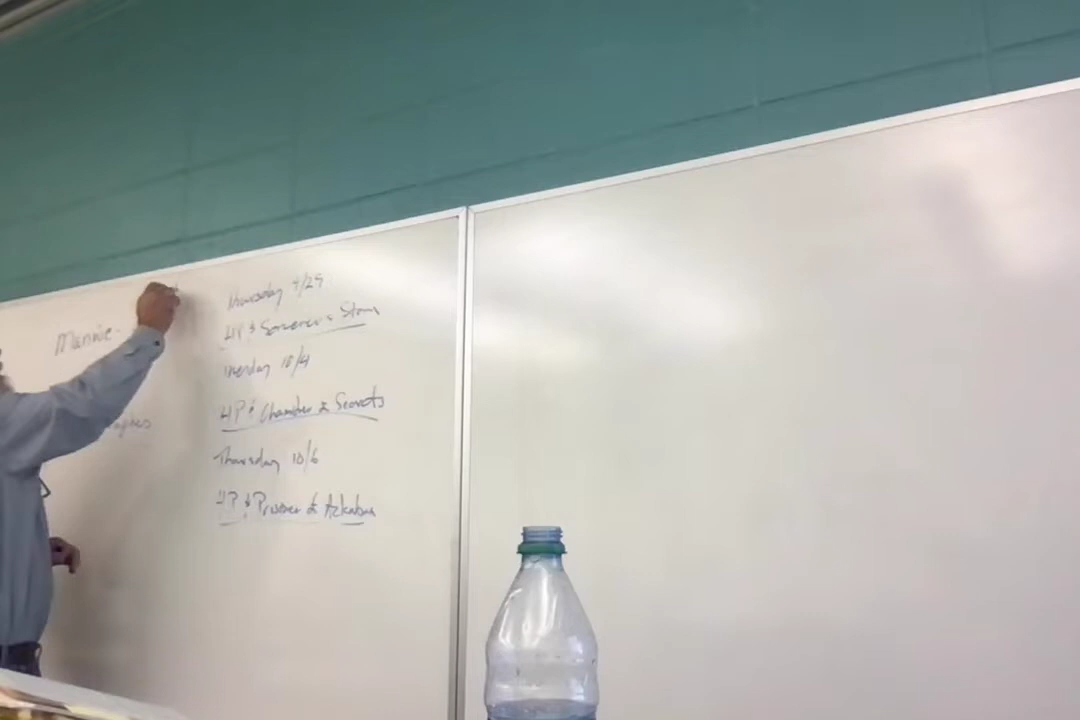 Thursday 9/29
HP & Sorcerer's Stone
Tuesday 10/4
HP & Chamber of Secrets
Thursday 10/6
HP & Prisoner of Azkaban